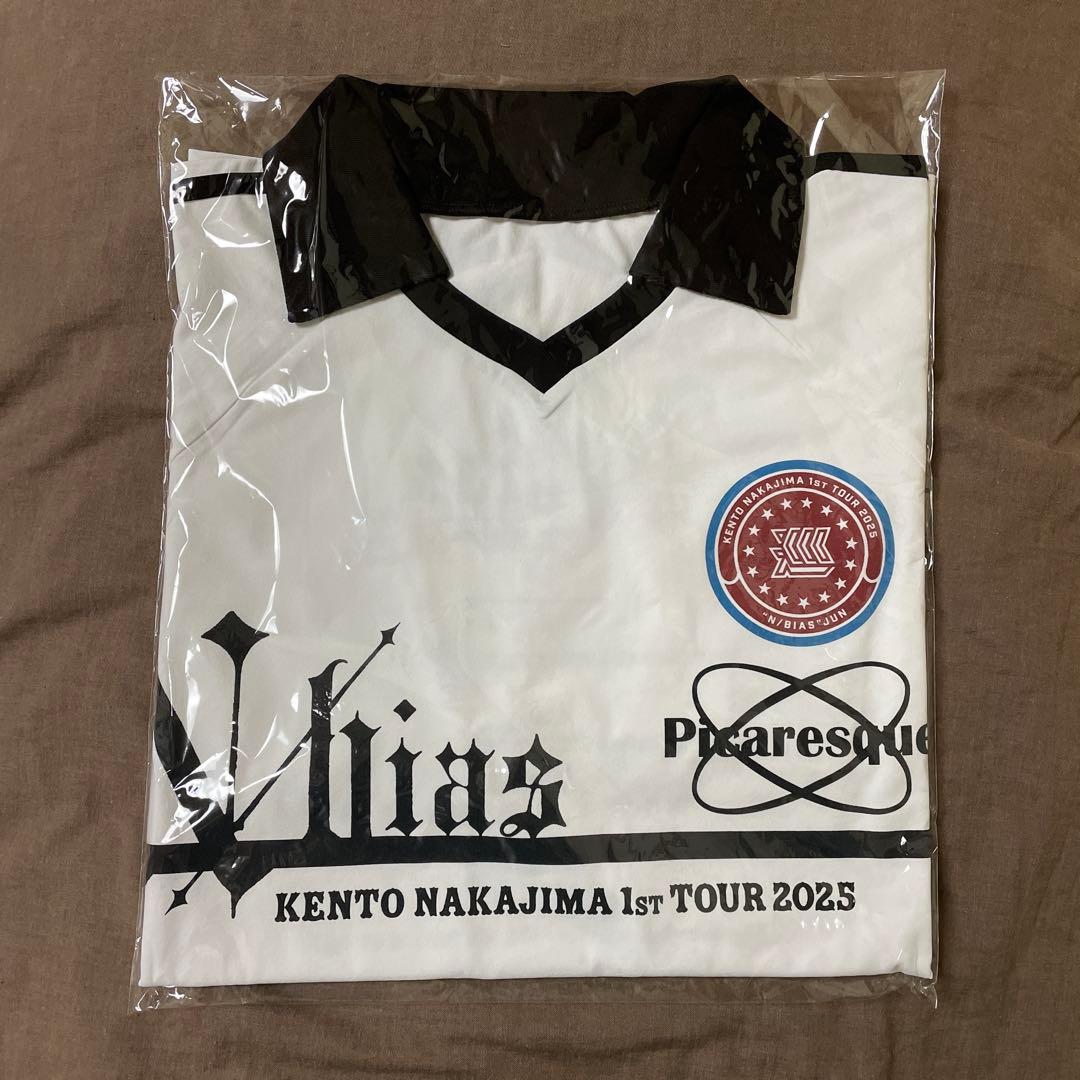 KENTO NAKAJIMA 1ST TOUR 2025
"N/BIAS" JUN
Picaresque
N/bias
KENTO NAKAJIMA 1ST TOUR 2025